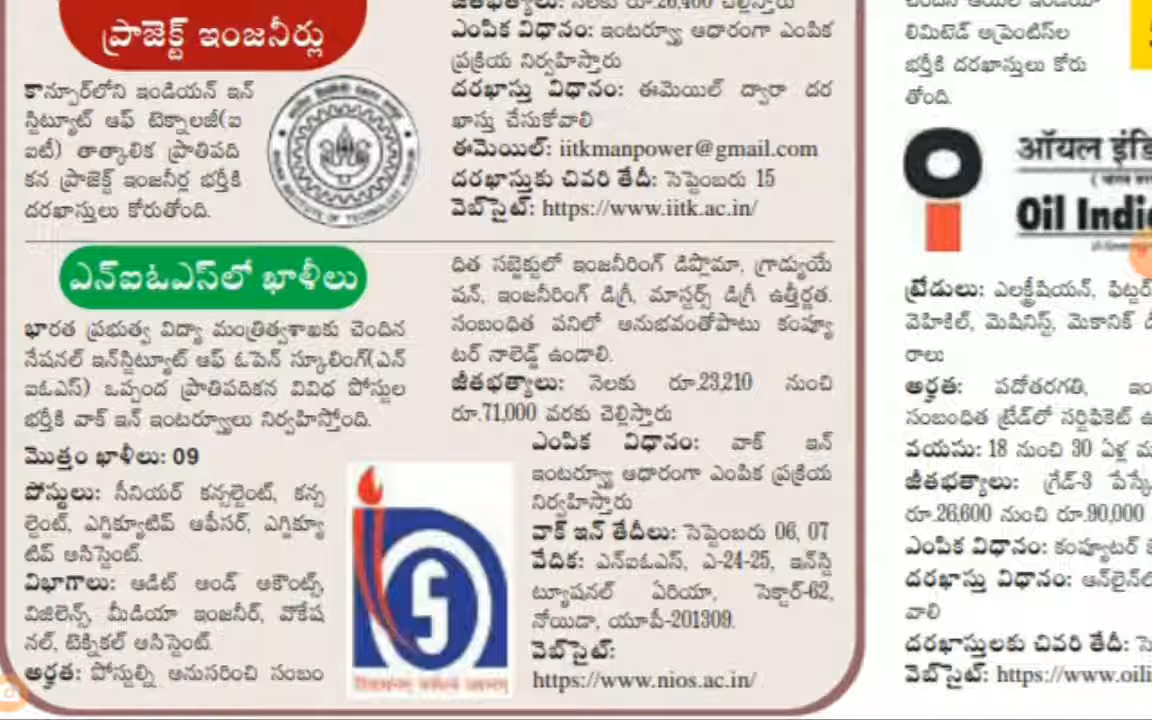 ప్రాజెక్ట్ ఇంజనీర్లు
కాన్పూర్‌లోని ఇండియన్ ఇన్
స్టిట్యూట్ ఆఫ్ టెక్నాలజీ(ఐ
ఐటీ) తాత్కాలిక ప్రాతిపది
కన ప్రాజెక్ట్ ఇంజనీర్ల భర్తీకి
దరఖాస్తులు కోరుతోంది.
జీతభత్యాలు: నెలకు రూ.26,400 చెల్లిస్తారు
ఎంపిక విధానం: ఇంటర్వ్యూ ఆధారంగా ఎంపిక
ప్రక్రియ నిర్వహిస్తారు
దరఖాస్తు విధానం: ఈమెయిల్ ద్వారా దర
ఖాస్తు చేసుకోవాలి
ఈమెయిల్: iitkmanpower@gmail.com
దరఖాస్తుకు చివరి తేదీ: సెప్టెంబరు 15
వెబ్‌సైట్: https://www.iitk.ac.in/
ఎన్ఐఓఎస్‌లో ఖాళీలు
భారత ప్రభుత్వ విద్యా మంత్రిత్వశాఖకు చెందిన
నేషనల్ ఇన్‌స్టిట్యూట్ ఆఫ్ ఓపెన్ స్కూలింగ్(ఎన్
ఐఓఎస్) ఒప్పంద ప్రాతిపదికన వివిధ పోస్టుల
భర్తీకి వాక్ ఇన్ ఇంటర్వ్యూలు నిర్వహిస్తోంది.
మొత్తం ఖాళీలు: 09
పోస్టులు: సీనియర్ కన్సల్టెంట్, కన్స
ల్టెంట్, ఎగ్జిక్యూటివ్ ఆఫీసర్, ఎగ్జిక్యూ
టివ్ అసిస్టెంట్.
విభాగాలు: ఆడిట్ అండ్ అకౌంట్స్,
విజిలెన్స్, మీడియా ఇంజనీర్, వోకేష
నల్, టెక్నికల్ అసిస్టెంట్.
అర్హత: పోస్టుల్ని అనుసరించి సంబం
ధిత సబ్జెక్టులో ఇంజనీరింగ్ డిప్లొమా, గ్రాడ్యుయే
షన్, ఇంజనీరింగ్ డిగ్రీ, మాస్టర్స్ డిగ్రీ ఉత్తీర్ణత.
సంబంధిత పనిలో అనుభవంతోపాటు కంప్యూ
టర్ నాలెడ్జ్ ఉండాలి.
జీతభత్యాలు: నెలకు రూ.23,210 నుంచి
రూ.71,000 వరకు చెల్లిస్తారు
ఎంపిక విధానం: వాక్ ఇన్
ఇంటర్వ్యూ ఆధారంగా ఎంపిక ప్రక్రియ
నిర్వహిస్తారు
వాక్ ఇన్ తేదీలు: సెప్టెంబరు 06, 07
వేదిక: ఎన్ఐఓఎస్, ఎ-24-25, ఇన్‌స్టి
ట్యూషనల్ ఏరియా, సెక్టార్-62,
నోయిడా, యూపీ-201309.
వెబ్‌సైట్:
https://www.nios.ac.in/
లిమిటెడ్ అప్రెంటిస్‌ల
భర్తీకి దరఖాస్తులు కోరు
తోంది.
ऑयल इंडि
Oil Indi
ట్రేడులు: ఎలక్ట్రీషియన్, ఫిట్టర్
వెహికిల్, మెషినిస్ట్, మెకానిక్
రాలు
అర్హత: పదోతరగతి, ఇం
సంబంధిత ట్రేడ్‌లో సర్టిఫికెట్ ఉ
వయసు: 18 నుంచి 30 ఏళ్ల మ
జీతభత్యాలు: గ్రేడ్-3 పేస్కే
రూ.26,600 నుంచి రూ.90,000
ఎంపిక విధానం: కంప్యూటర్
దరఖాస్తు విధానం: ఆన్‌లైన్‌లో
వాలి
దరఖాస్తులకు చివరి తేదీ: సె
వెబ్‌సైట్: https://www.oili